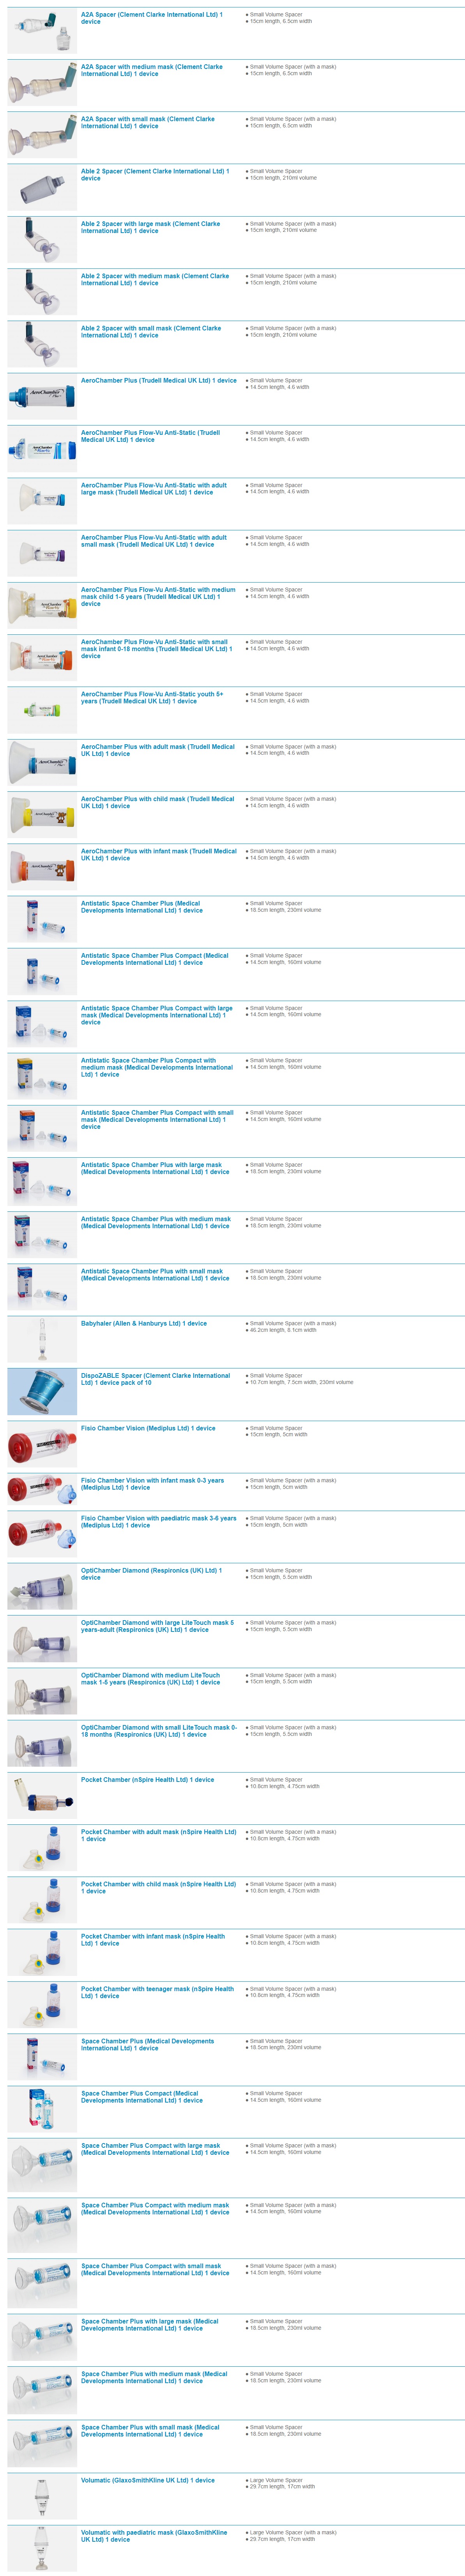 A2A Spacer (Clement Clarke International Ltd) 1
device
● Small Volume Spacer
● 15cm length, 6.5cm width
A2A Spacer with medium mask (Clement Clarke
International Ltd) 1 device
● Small Volume Spacer (with a mask)
● 15cm length, 6.5cm width
A2A Spacer with small mask (Clement Clarke
International Ltd) 1 device
● Small Volume Spacer (with a mask)
● 15cm length, 6.5cm width
Able 2 Spacer (Clement Clarke International Ltd) 1
device
● Small Volume Spacer
● 15cm length, 210ml volume
Able 2 Spacer with large mask (Clement Clarke
International Ltd) 1 device
● Small Volume Spacer (with a mask)
● 15cm length, 210ml volume
Able 2 Spacer with medium mask (Clement Clarke
International Ltd) 1 device
● Small Volume Spacer (with a mask)
● 15cm length, 210ml volume
Able 2 Spacer with small mask (Clement Clarke
International Ltd) 1 device
● Small Volume Spacer (with a mask)
● 15cm length, 210ml volume
AeroChamber Plus (Trudell Medical UK Ltd) 1 device
● Small Volume Spacer
● 14.5cm length, 4.6 width
AeroChamber Plus Flow-Vu Anti-Static (Trudell
Medical UK Ltd) 1 device
● Small Volume Spacer
● 14.5cm length, 4.6 width
AeroChamber Plus Flow-Vu Anti-Static with adult
large mask (Trudell Medical UK Ltd) 1 device
● Small Volume Spacer
● 14.5cm length, 4.6 width
AeroChamber Plus Flow-Vu Anti-Static with adult
small mask (Trudell Medical UK Ltd) 1 device
● Small Volume Spacer
● 14.5cm length, 4.6 width
AeroChamber Plus Flow-Vu Anti-Static with medium
mask child 1-5 years (Trudell Medical UK Ltd) 1
device
● Small Volume Spacer
● 14.5cm length, 4.6 width
AeroChamber Plus Flow-Vu Anti-Static with small
mask infant 0-18 months (Trudell Medical UK Ltd) 1
device
● Small Volume Spacer
● 14.5cm length, 4.6 width
AeroChamber Plus Flow-Vu Anti-Static youth 5+
years (Trudell Medical UK Ltd) 1 device
● Small Volume Spacer
● 14.5cm length, 4.6 width
AeroChamber Plus with adult mask (Trudell Medical
UK Ltd) 1 device
● Small Volume Spacer (with a mask)
● 14.5cm length, 4.6 width
AeroChamber Plus with child mask (Trudell Medical
UK Ltd) 1 device
● Small Volume Spacer (with a mask)
● 14.5cm length, 4.6 width
AeroChamber Plus with infant mask (Trudell Medical
UK Ltd) 1 device
● Small Volume Spacer (with a mask)
● 14.5cm length, 4.6 width
Antistatic Space Chamber Plus (Medical
Developments International Ltd) 1 device
● Small Volume Spacer
● 18.5cm length, 230ml volume
Antistatic Space Chamber Plus Compact (Medical
Developments International Ltd) 1 device
● Small Volume Spacer
● 14.5cm length, 160ml volume
Antistatic Space Chamber Plus Compact with large
mask (Medical Developments International Ltd) 1
device
● Small Volume Spacer
● 14.5cm length, 160ml volume
Antistatic Space Chamber Plus Compact with
medium mask (Medical Developments International
Ltd) 1 device
● Small Volume Spacer
● 14.5cm length, 160ml volume
Antistatic Space Chamber Plus Compact with small
mask (Medical Developments International Ltd) 1
device
● Small Volume Spacer
● 14.5cm length, 160ml volume
Antistatic Space Chamber Plus with large mask
(Medical Developments International Ltd) 1 device
● Small Volume Spacer
● 18.5cm length, 230ml volume
Antistatic Space Chamber Plus with medium mask
(Medical Developments International Ltd) 1 device
● Small Volume Spacer
● 18.5cm length, 230ml volume
Antistatic Space Chamber Plus with small mask
(Medical Developments International Ltd) 1 device
● Small Volume Spacer
● 18.5cm length, 230ml volume
Babyhaler (Allen & Hanburys Ltd) 1 device
● Small Volume Spacer (with a mask)
● 46.2cm length, 8.1cm width
DispoZABLE Spacer (Clement Clarke International
Ltd) 1 device pack of 10
● Small Volume Spacer
● 10.7cm length, 7.5cm width, 230ml volume
Fisio Chamber Vision (Mediplus Ltd) 1 device
● Small Volume Spacer
● 15cm length, 5cm width
Fisio Chamber Vision with infant mask 0-3 years
(Mediplus Ltd) 1 device
● Small Volume Spacer (with a mask)
● 15cm length, 5cm width
Fisio Chamber Vision with paediatric mask 3-6 years
(Mediplus Ltd) 1 device
● Small Volume Spacer (with a mask)
● 15cm length, 5cm width
OptiChamber Diamond (Respironics (UK) Ltd) 1
device
● Small Volume Spacer
● 15cm length, 5.5cm width
OptiChamber Diamond with large LiteTouch mask 5
years-adult (Respironics (UK) Ltd) 1 device
● Small Volume Spacer (with a mask)
● 15cm length, 5.5cm width
OptiChamber Diamond with medium LiteTouch
mask 1-5 years (Respironics (UK) Ltd) 1 device
● Small Volume Spacer (with a mask)
● 15cm length, 5.5cm width
OptiChamber Diamond with small LiteTouch mask 0-
18 months (Respironics (UK) Ltd) 1 device
● Small Volume Spacer (with a mask)
● 15cm length, 5.5cm width
Pocket Chamber (nSpire Health Ltd) 1 device
● Small Volume Spacer
● 10.8cm length, 4.75cm width
Pocket Chamber with adult mask (nSpire Health Ltd)
1 device
● Small Volume Spacer (with a mask)
● 10.8cm length, 4.75cm width
Pocket Chamber with child mask (nSpire Health Ltd)
1 device
● Small Volume Spacer (with a mask)
● 10.8cm length, 4.75cm width
Pocket Chamber with infant mask (nSpire Health
Ltd) 1 device
● Small Volume Spacer (with a mask)
● 10.8cm length, 4.75cm width
Pocket Chamber with teenager mask (nSpire Health
Ltd) 1 device
● Small Volume Spacer (with a mask)
● 10.8cm length, 4.75cm width
Space Chamber Plus (Medical Developments
International Ltd) 1 device
● Small Volume Spacer
● 18.5cm length, 230ml volume
Space Chamber Plus Compact (Medical
Developments International Ltd) 1 device
● Small Volume Spacer
● 14.5cm length, 160ml volume
Space Chamber Plus Compact with large mask
(Medical Developments International Ltd) 1 device
● Small Volume Spacer (with a mask)
● 14.5cm length, 160ml volume
Space Chamber Plus Compact with medium mask
(Medical Developments International Ltd) 1 device
● Small Volume Spacer (with a mask)
● 14.5cm length, 160ml volume
Space Chamber Plus Compact with small mask
(Medical Developments International Ltd) 1 device
● Small Volume Spacer (with a mask)
● 14.5cm length, 160ml volume
Space Chamber Plus with large mask (Medical
Developments International Ltd) 1 device
● Small Volume Spacer
● 18.5cm length, 230ml volume
Space Chamber Plus with medium mask (Medical
Developments International Ltd) 1 device
● Small Volume Spacer
● 18.5cm length, 230ml volume
Space Chamber Plus with small mask (Medical
Developments International Ltd) 1 device
● Small Volume Spacer
● 18.5cm length, 230ml volume
Volumatic (GlaxoSmithKline UK Ltd) 1 device
● Large Volume Spacer
● 29.7cm length, 17cm width
Volumatic with paediatric mask (GlaxoSmithKline
UK Ltd) 1 device
● Large Volume Spacer (with a mask)
● 29.7cm length, 17cm width